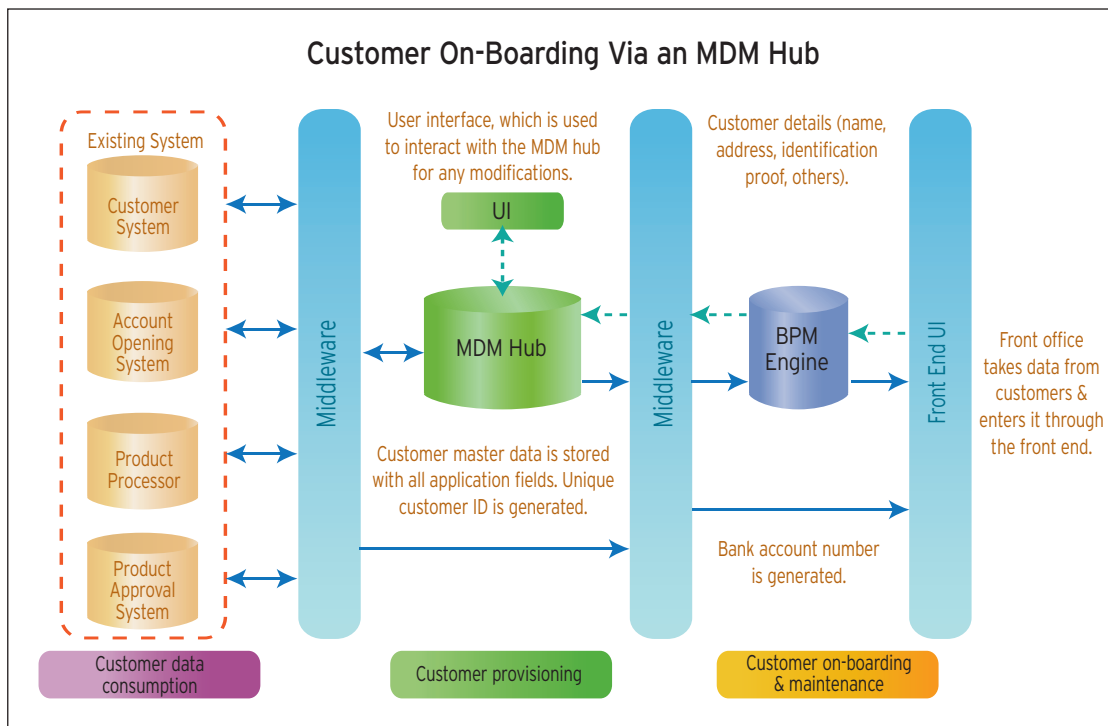 Customer On-Boarding Via an MDM Hub
Existing System
Customer
System
Account
Opening
System
Product
Processor
Product
Approval
System
Customer data
consumption
Middleware
User interface, which is used
to interact with the MDM hub
for any modifications.
UI
MDM Hub
Customer master data is stored
with all application fields. Unique
customer ID is generated.
Customer provisioning
Middleware
Customer details (name,
address, identification
proof, others).
BPM
Engine
Bank account number
is generated.
Customer on-boarding
& maintenance
Front End UI
Front office
takes data from
customers &
enters it through
the front end.